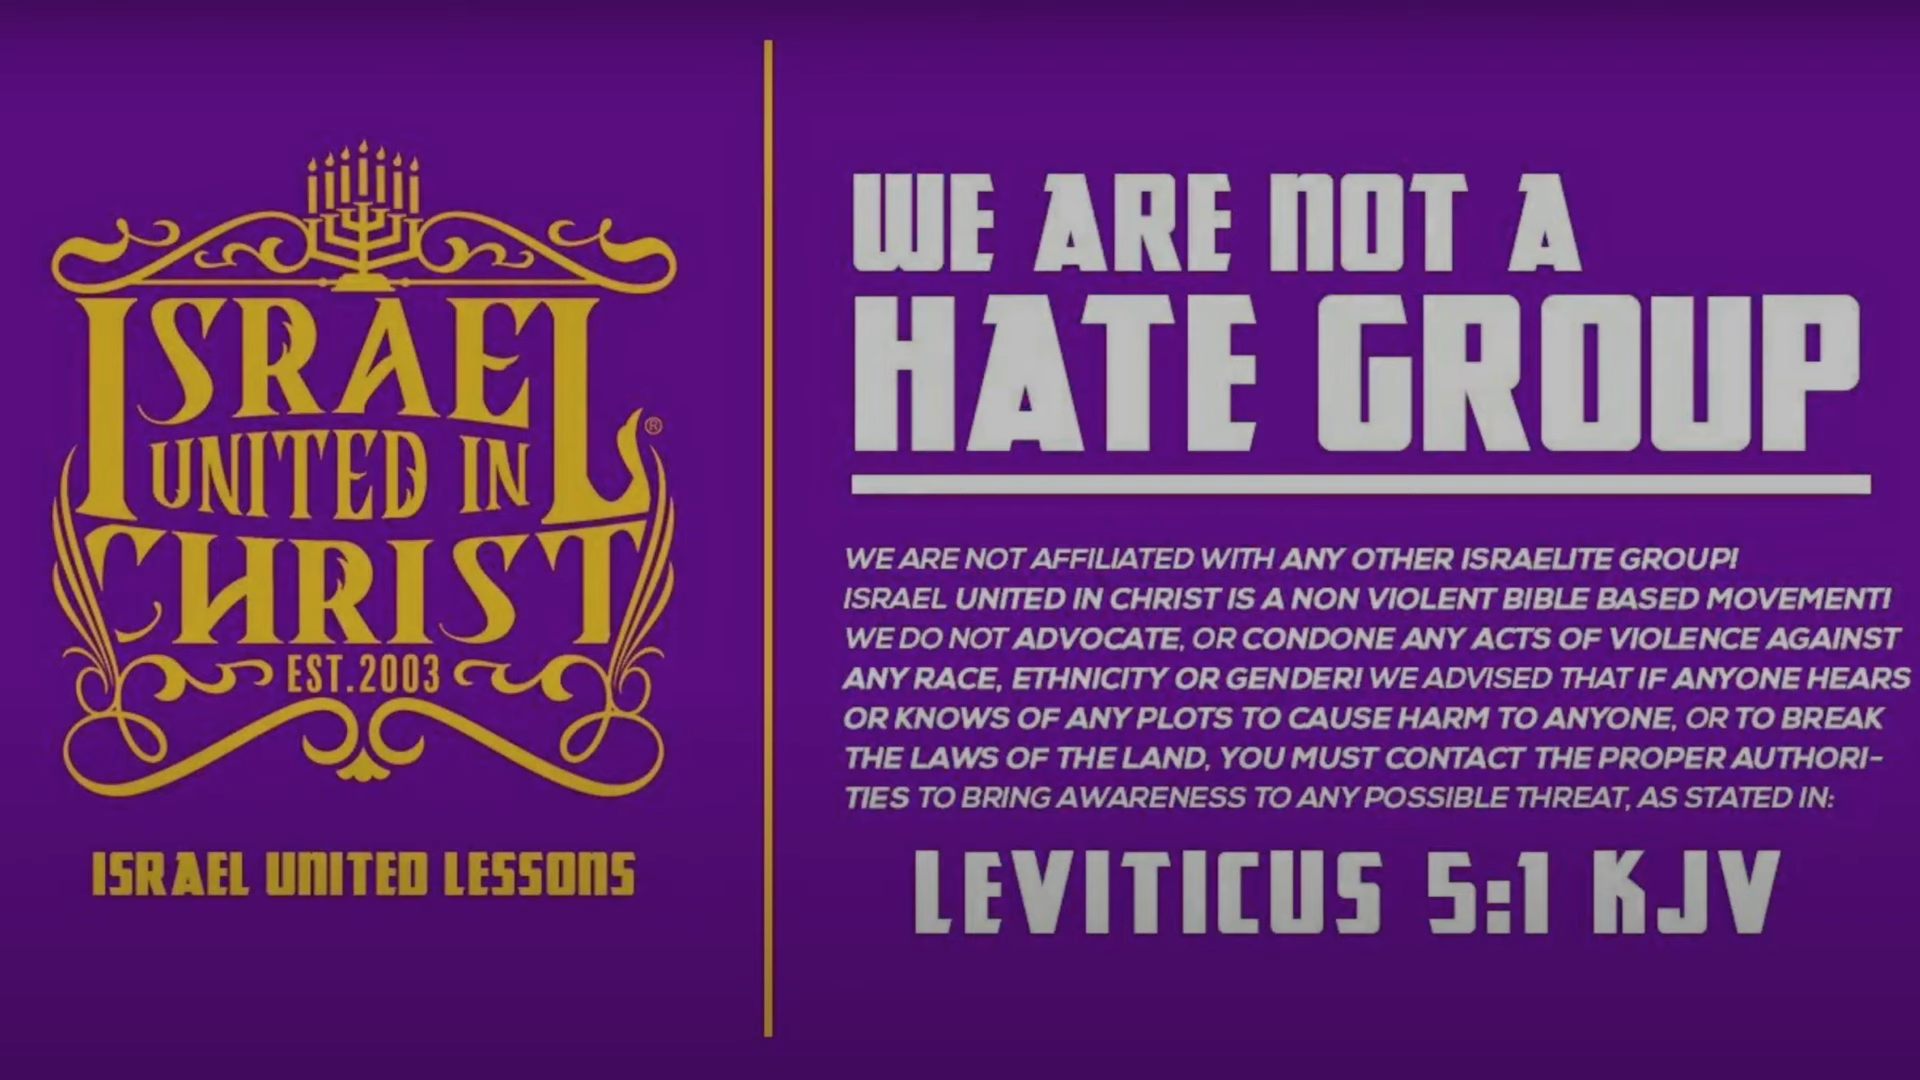 ISRAEL
UNITED IN
CHRIST
®
EST.2003
ISRAEL UNITED LESSONS
WE ARE NOT A
HATE GROUP
WE ARE NOT AFFILIATED WITH ANY OTHER ISRAELITE GROUP!
ISRAEL UNITED IN CHRIST IS A NON VIOLENT BIBLE BASED MOVEMENT!
WE DO NOT ADVOCATE, OR CONDONE ANY ACTS OF VIOLENCE AGAINST
ANY RACE, ETHNICITY OR GENDER! WE ADVISED THAT IF ANYONE HEARS
OR KNOWS OF ANY PLOTS TO CAUSE HARM TO ANYONE, OR TO BREAK
THE LAWS OF THE LAND, YOU MUST CONTACT THE PROPER AUTHORI-
TIES TO BRING AWARENESS TO ANY POSSIBLE THREAT, AS STATED IN:
LEVITICUS 5:1 KJV